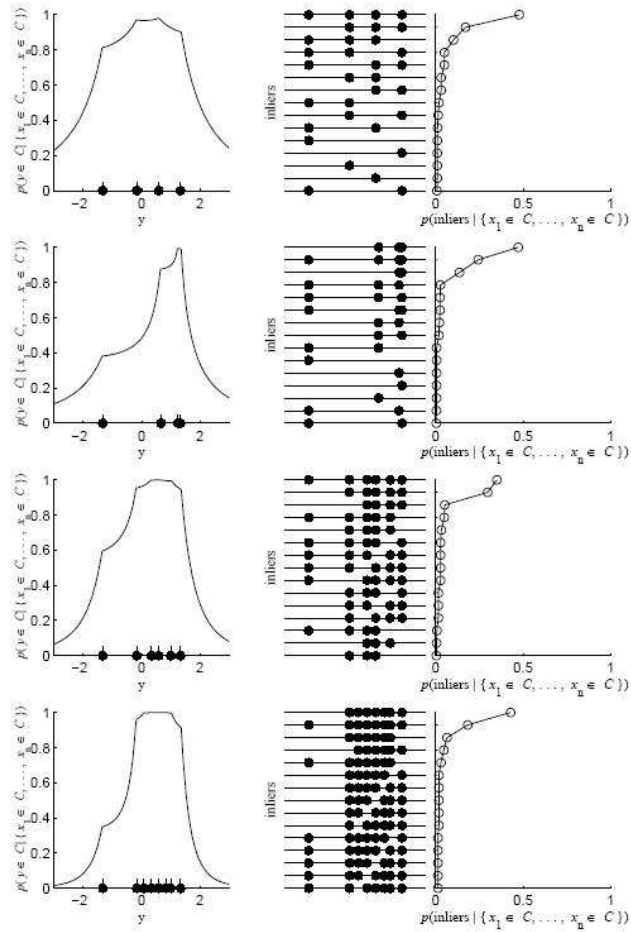 p(y ∈ C| {x₁ ∈ C, . . . , xₙ ∈ C})
1
0.8
0.6
0.4
0.2
0
−2 0 2
y
inliers
0 0.5 1
p(inliers | {x₁ ∈ C, . . . , xₙ ∈ C})
p(y ∈ C| {x₁ ∈ C, . . . , xₙ ∈ C})
1
0.8
0.6
0.4
0.2
0
−2 0 2
y
inliers
0 0.5 1
p(inliers | {x₁ ∈ C, . . . , xₙ ∈ C})
p(y ∈ C| {x₁ ∈ C, . . . , xₙ ∈ C})
1
0.8
0.6
0.4
0.2
0
−2 0 2
y
inliers
0 0.5 1
p(inliers | {x₁ ∈ C, . . . , xₙ ∈ C})
p(y ∈ C| {x₁ ∈ C, . . . , xₙ ∈ C})
1
0.8
0.6
0.4
0.2
0
−2 0 2
y
inliers
0 0.5 1
p(inliers | {x₁ ∈ C, . . . , xₙ ∈ C})